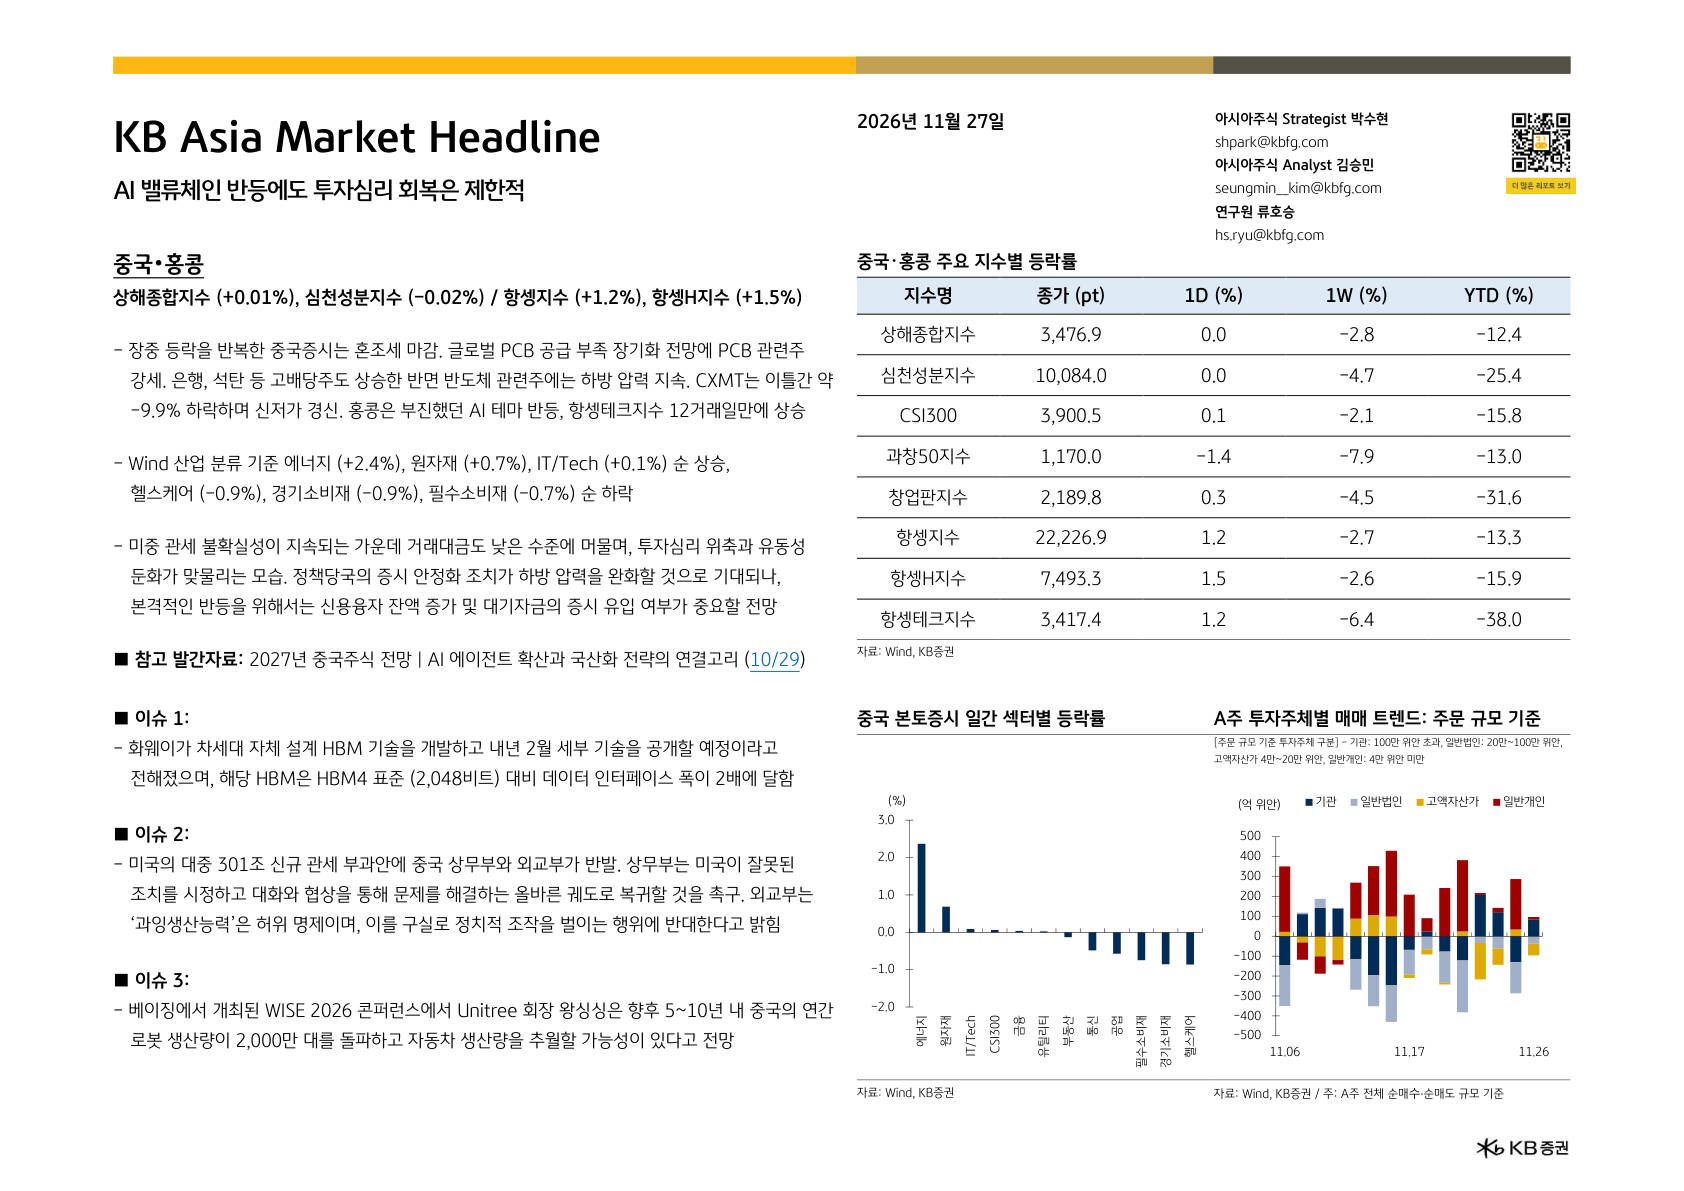 KB Asia Market Headline
AI 밸류체인 반등에도 투자심리 회복은 제한적
2026년 11월 27일
아시아주식 Strategist 박수현
shpark@kbfg.com
아시아주식 Analyst 김승민
seungmin__kim@kbfg.com
연구원 류호승
hs.ryu@kbfg.com
더 많은 리포트 보기
중국•홍콩
상해종합지수 (+0.01%), 심천성분지수 (-0.02%) / 항셍지수 (+1.2%), 항셍H지수 (+1.5%)
- 장중 등락을 반복한 중국증시는 혼조세 마감. 글로벌 PCB 공급 부족 장기화 전망에 PCB 관련주
강세. 은행, 석탄 등 고배당주도 상승한 반면 반도체 관련주에는 하방 압력 지속. CXMT는 이틀간 약
-9.9% 하락하며 신저가 경신. 홍콩은 부진했던 AI 테마 반등, 항셍테크지수 12거래일만에 상승
- Wind 산업 분류 기준 에너지 (+2.4%), 원자재 (+0.7%), IT/Tech (+0.1%) 순 상승,
헬스케어 (-0.9%), 경기소비재 (-0.9%), 필수소비재 (-0.7%) 순 하락
- 미중 관세 불확실성이 지속되는 가운데 거래대금도 낮은 수준에 머물며, 투자심리 위축과 유동성
둔화가 맞물리는 모습. 정책당국의 증시 안정화 조치가 하방 압력을 완화할 것으로 기대되나,
본격적인 반등을 위해서는 신용융자 잔액 증가 및 대기자금의 증시 유입 여부가 중요할 전망
■ 참고 발간자료: 2027년 중국주식 전망 | AI 에이전트 확산과 국산화 전략의 연결고리 (10/29)
■ 이슈 1:
- 화웨이가 차세대 자체 설계 HBM 기술을 개발하고 내년 2월 세부 기술을 공개할 예정이라고
전해졌으며, 해당 HBM은 HBM4 표준 (2,048비트) 대비 데이터 인터페이스 폭이 2배에 달함
■ 이슈 2:
- 미국의 대중 301조 신규 관세 부과안에 중국 상무부와 외교부가 반발. 상무부는 미국이 잘못된
조치를 시정하고 대화와 협상을 통해 문제를 해결하는 올바른 궤도로 복귀할 것을 촉구. 외교부는
‘과잉생산능력’은 허위 명제이며, 이를 구실로 정치적 조작을 벌이는 행위에 반대한다고 밝힘
■ 이슈 3:
- 베이징에서 개최된 WISE 2026 콘퍼런스에서 Unitree 회장 왕싱싱은 향후 5~10년 내 중국의 연간
로봇 생산량이 2,000만 대를 돌파하고 자동차 생산량을 추월할 가능성이 있다고 전망
중국·홍콩 주요 지수별 등락률
지수명 종가 (pt) 1D (%) 1W (%) YTD (%)
상해종합지수 3,476.9 0.0 -2.8 -12.4
심천성분지수 10,084.0 0.0 -4.7 -25.4
CSI300 3,900.5 0.1 -2.1 -15.8
과창50지수 1,170.0 -1.4 -7.9 -13.0
창업판지수 2,189.8 0.3 -4.5 -31.6
항셍지수 22,226.9 1.2 -2.7 -13.3
항셍H지수 7,493.3 1.5 -2.6 -15.9
항셍테크지수 3,417.4 1.2 -6.4 -38.0
자료: Wind, KB증권
중국 본토증시 일간 섹터별 등락률
(%)
3.0
2.0
1.0
0.0
-1.0
-2.0
에너지
원자재
IT/Tech
CSI300
금융
유틸리티
부동산
통신
공업
필수소비재
경기소비재
헬스케어
자료: Wind, KB증권
A주 투자주체별 매매 트렌드: 주문 규모 기준
[주문 규모 기준 투자주체 구분] - 기관: 100만 위안 초과, 일반법인: 20만~100만 위안,
고액자산가 4만~20만 위안, 일반개인: 4만 위안 미만
(억 위안) 기관 일반법인 고액자산가 일반개인
500
400
300
200
100
0
-100
-200
-300
-400
-500
11.06 11.17 11.26
자료: Wind, KB증권 / 주: A주 전체 순매수·순매도 규모 기준
KB증권